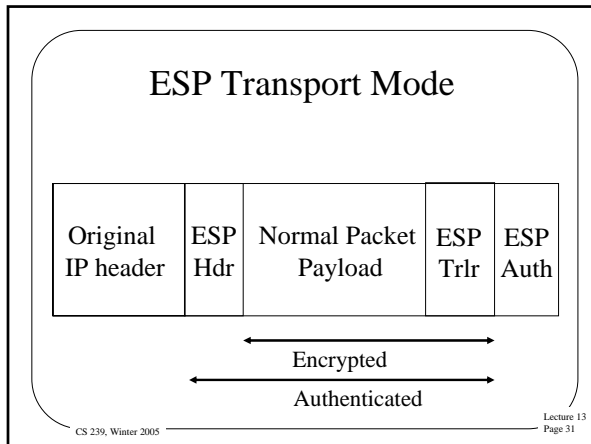 ESP Transport Mode
Original IP header
ESP Hdr
Normal Packet Payload
ESP Trlr
ESP Auth
Encrypted
Authenticated
CS 239, Winter 2005
Lecture 13
Page 31